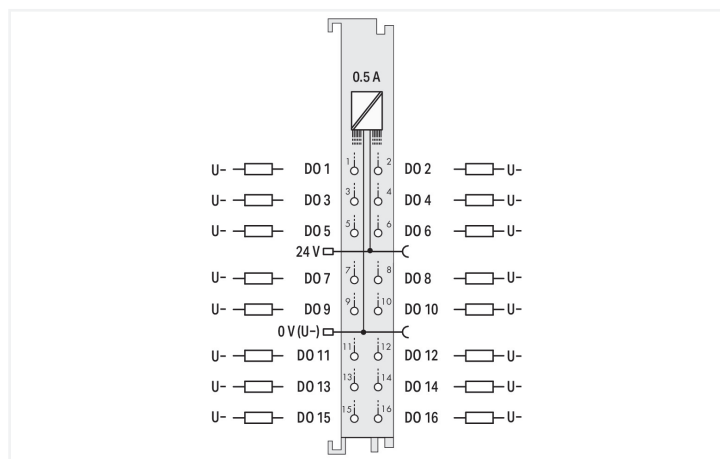 0.5 A
U- DO 1 1 2 DO 2 U-
U- DO 3 3 4 DO 4 U-
U- DO 5 5 6 DO 6 U-
24 V
U- DO 7 7 8 DO 8 U-
U- DO 9 9 10 DO 10 U-
0 V (U-)
U- DO 11 11 12 DO 12 U-
U- DO 13 13 14 DO 14 U-
U- DO 15 15 16 DO 16 U-